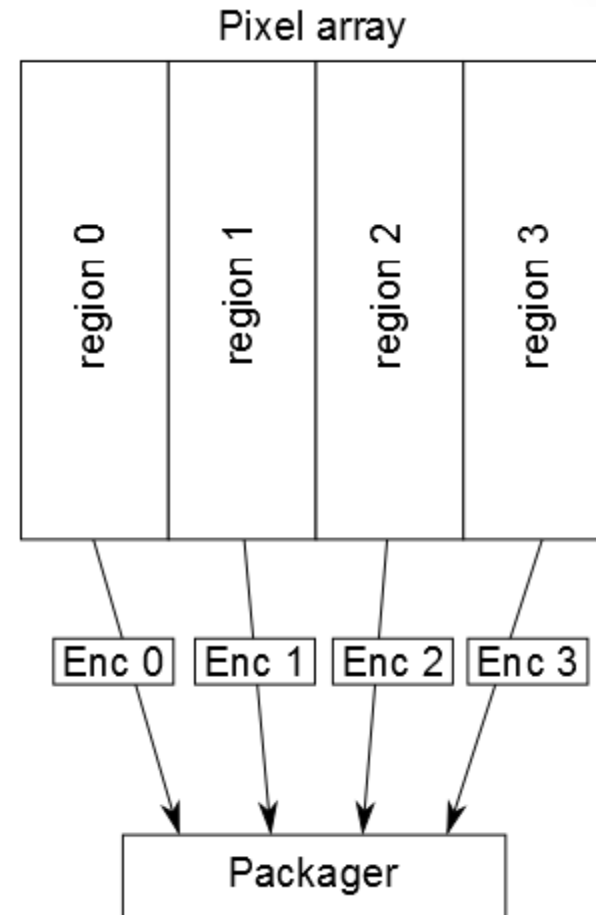 Pixel array
region 0
region 1
region 2
region 3
Enc 0
Enc 1
Enc 2
Enc 3
Packager